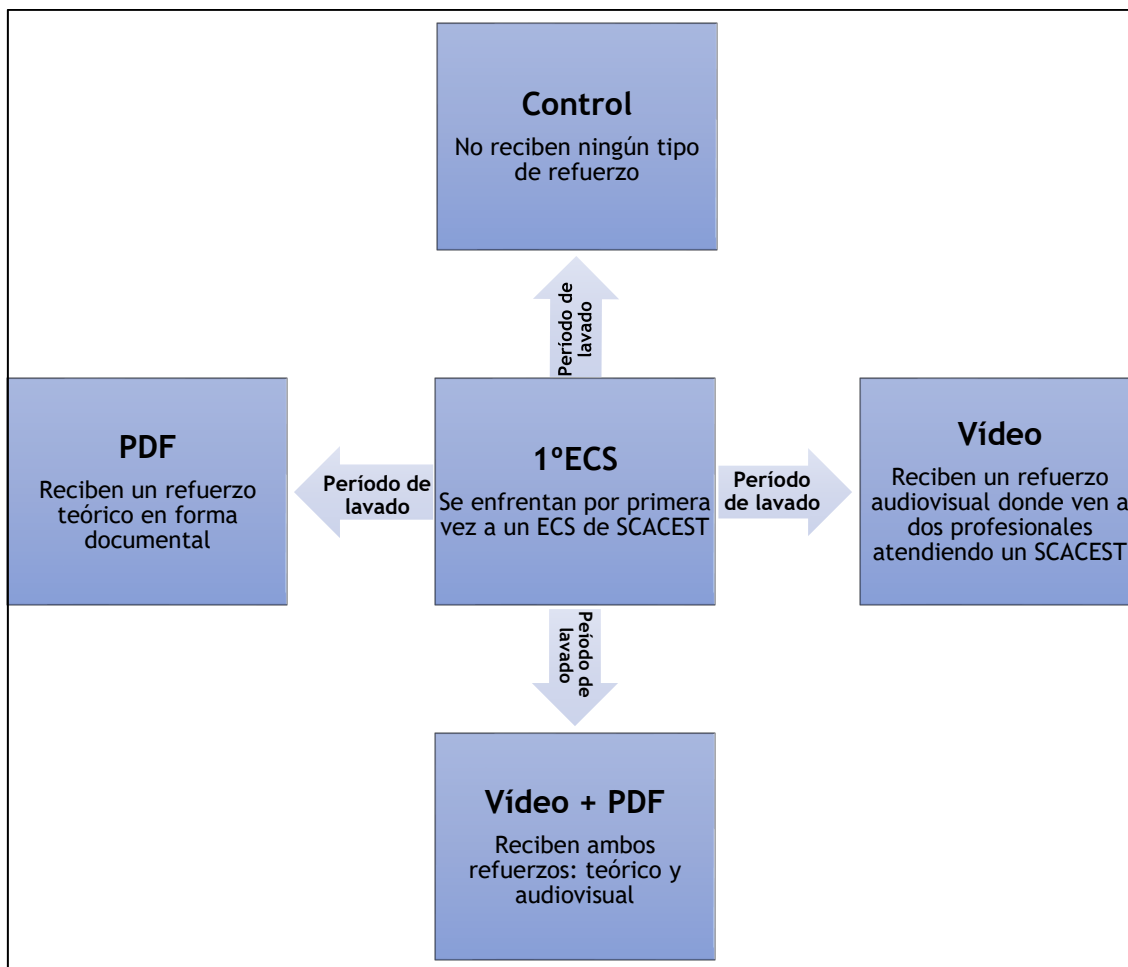 Control
No reciben ningún tipo
de refuerzo
Período de
lavado
PDF
Reciben un refuerzo
teórico en forma
documental
Período de
lavado
1ºECS
Se enfrentan por primera
vez a un ECS de SCACEST
Período
de lavado
Vídeo
Reciben un refuerzo
audiovisual donde ven a
dos profesionales
atendiendo un SCACEST
Peíodo de
lavado
Vídeo + PDF
Reciben ambos
refuerzos: teórico y
audiovisual